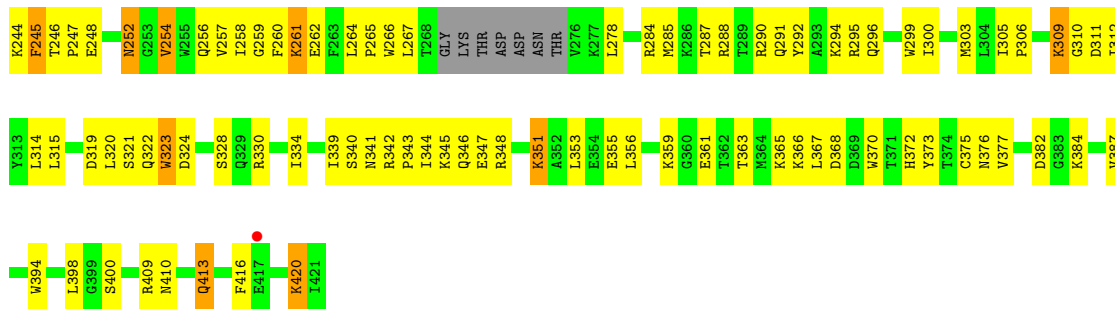 K244 F245 T246 P247 E248 N252 G253 V254 W255 Q256 V257 I258 G259 F260 K261 E262 F263 L264 P265 W266 L267 T268 GLY LYS THR ASP ASP ASN THR V276 K277 L278 R284 M285 K286 T287 R288 T289 R290 Q291 Y292 A293 K294 R295 Q296 W299 I300 M303 L304 I305 P306 K309 G310 D311
Y313 L314 L315 D319 L320 S321 Q322 W323 D324 S328 Q329 R330 I334 I339 S340 N341 R342 P343 I344 K345 Q346 E347 R348 K351 A352 L353 E354 E355 L356 K359 G360 E361 T362 T363 M364 K365 K366 L367 D368 D369 W370 T371 H372 Y373 T374 C375 N376 V377 D382 G383 K384
W394 L398 G399 S400 R409 N410 Q413 F416 E417 K420 I421